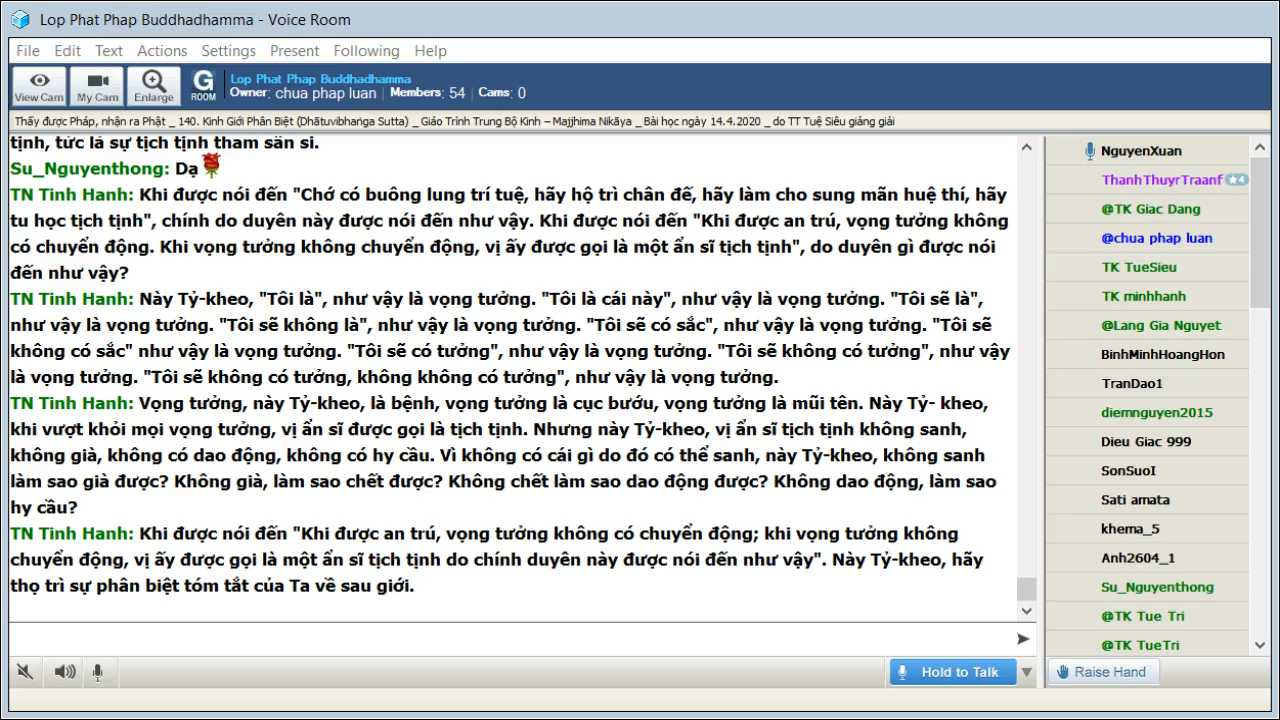 Lop Phat Phap Buddhadhamma - Voice Room
File Edit Text Actions Settings Present Following Help
View Cam My Cam Enlarge G ROOM
Lop Phat Phap Buddhadhamma
Owner: chua phap luan Members: 54 Cams: 0
Thấy được Pháp, nhận ra Phật _ 140. Kinh Giới Phân Biệt (Dhātuvibhaṅga Sutta) _ Giáo Trình Trung Bộ Kinh – Majjhima Nikāya _ Bài học ngày 14.4.2020 _ do TT Tuệ Siêu giảng giải
tịnh, tức là sự tịch tịnh tham sân si.
Su_Nguyenthong: Dạ
TN Tinh Hanh: Khi được nói đến "Chớ có buông lung trí tuệ, hãy hộ trì chân đế, hãy làm cho sung mãn huệ thí, hãy
tu học tịch tịnh", chính do duyên này được nói đến như vậy. Khi được nói đến "Khi được an trú, vọng tưởng không
có chuyển động. Khi vọng tưởng không chuyển động, vị ấy được gọi là một ẩn sĩ tịch tịnh", do duyên gì được nói
đến như vậy?
TN Tinh Hanh: Này Tỷ-kheo, "Tôi là", như vậy là vọng tưởng. "Tôi là cái này", như vậy là vọng tưởng. "Tôi sẽ là",
như vậy là vọng tưởng. "Tôi sẽ không là", như vậy là vọng tưởng. "Tôi sẽ có sắc", như vậy là vọng tưởng. "Tôi sẽ
không có sắc" như vậy là vọng tưởng. "Tôi sẽ có tưởng", như vậy là vọng tưởng. "Tôi sẽ không có tưởng", như vậy
là vọng tưởng. "Tôi sẽ không có tưởng, không không có tưởng", như vậy là vọng tưởng.
TN Tinh Hanh: Vọng tưởng, này Tỷ-kheo, là bệnh, vọng tưởng là cục bướu, vọng tưởng là mũi tên. Này Tỷ- kheo,
khi vượt khỏi mọi vọng tưởng, vị ẩn sĩ được gọi là tịch tịnh. Nhưng này Tỷ-kheo, vị ẩn sĩ tịch tịnh không sanh,
không già, không có dao động, không có hy cầu. Vì không có cái gì do đó có thể sanh, này Tỷ-kheo, không sanh
làm sao già được? Không già, làm sao chết được? Không chết làm sao dao động được? Không dao động, làm sao
hy cầu?
TN Tinh Hanh: Khi được nói đến "Khi được an trú, vọng tưởng không có chuyển động; khi vọng tưởng không
chuyển động, vị ấy được gọi là một ẩn sĩ tịch tịnh do chính duyên này được nói đến như vậy". Này Tỷ-kheo, hãy
thọ trì sự phân biệt tóm tắt của Ta về sau giới.
Hold to Talk
NguyenXuan
ThanhThuyrTraanf 4
@TK Giac Dang
@chua phap luan
TK TueSieu
TK minhhanh
@Lang Gia Nguyet
BinhMinhHoangHon
TranDao1
diemnguyen2015
Dieu Giac 999
SonSuoI
Sati amata
khema_5
Anh2604_1
Su_Nguyenthong
@TK Tue Tri
@TK TueTri
Raise Hand